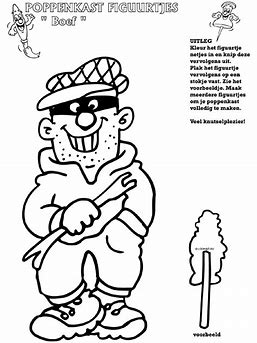 POPPENKAST FIGUURTJES
" Boef "
UITLEG
Kleur het figuurtje
netjes in en knip deze
vervolgens uit.
Plak het figuurtje
vervolgens op een
stokje vast. Zie het
voorbeeldje. Maak
meerdere figuurtjes
om je poppenkast
volledig te maken.
Veel knutselplezier!
voorbeeld